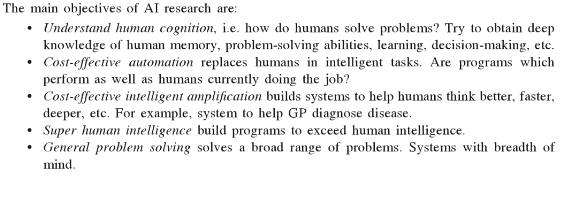 The main objectives of AI research are:
• Understand human cognition, i.e. how do humans solve problems? Try to obtain deep
knowledge of human memory, problem-solving abilities, learning, decision-making, etc.
• Cost-effective automation replaces humans in intelligent tasks. Are programs which
perform as well as humans currently doing the job?
• Cost-effective intelligent amplification builds systems to help humans think better, faster,
deeper, etc. For example, system to help GP diagnose disease.
• Super human intelligence build programs to exceed human intelligence.
• General problem solving solves a broad range of problems. Systems with breadth of
mind.